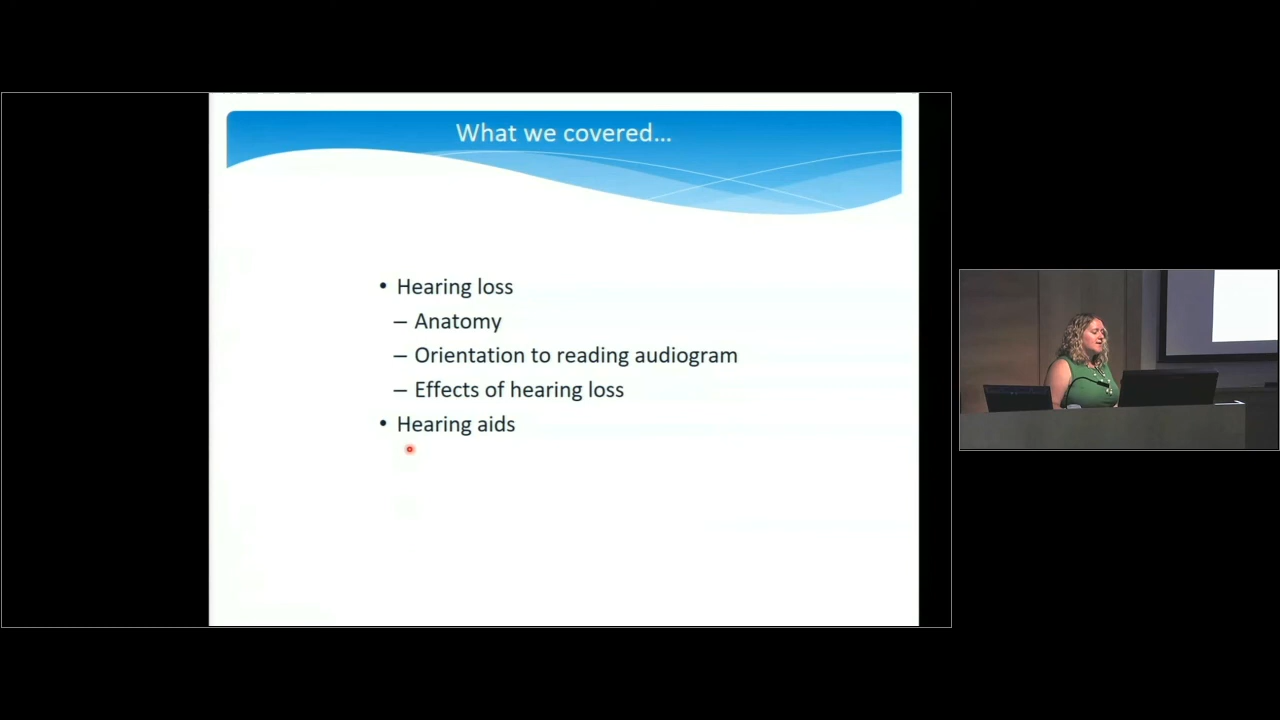 What we covered...
• Hearing loss
– Anatomy
– Orientation to reading audiogram
– Effects of hearing loss
• Hearing aids